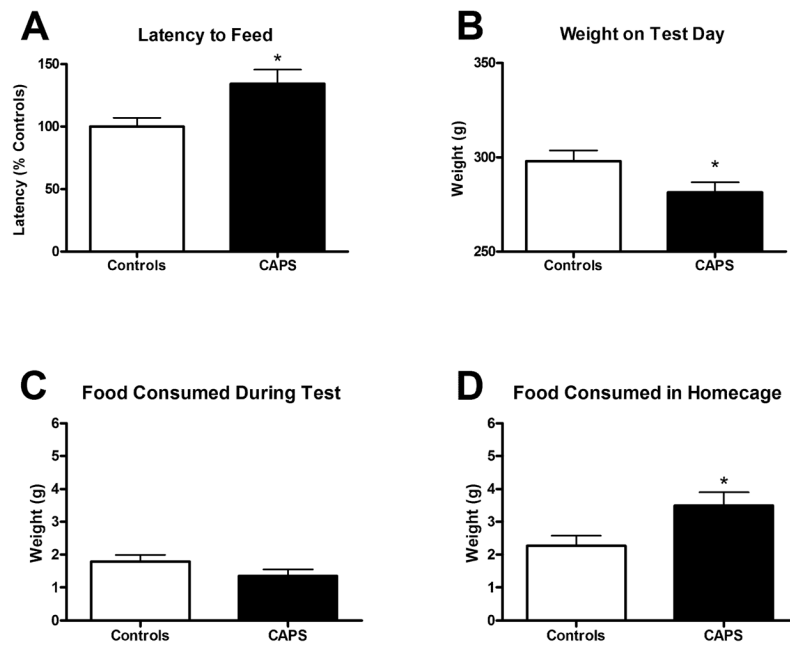 A
Latency to Feed
Latency (% Controls)
150
100
50
0
*
Controls CAPS
B
Weight on Test Day
Weight (g)
350
300
250
*
Controls CAPS
C
Food Consumed During Test
Weight (g)
6
5
4
3
2
1
0
Controls CAPS
D
Food Consumed in Homecage
Weight (g)
6
5
4
3
2
1
0
*
Controls CAPS